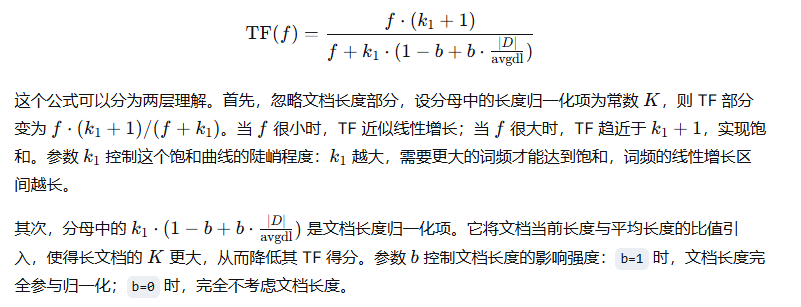 TF(f) = f · (k₁ + 1) / (f + k₁ · (1 − b + b · |D|/avgdl))
这个公式可以分为两层理解。首先，忽略文档长度部分，设分母中的长度归一化项为常数 K，则 TF 部分
变为 f · (k₁ + 1)/(f + k₁)。当 f 很小时，TF 近似线性增长；当 f 很大时，TF 趋近于 k₁ + 1，实现饱
和。参数 k₁ 控制这个饱和曲线的陡峭程度：k₁ 越大，需要更大的词频才能达到饱和，词频的线性增长区
间越长。
其次，分母中的 k₁ · (1 − b + b · |D|/avgdl) 是文档长度归一化项。它将文档当前长度与平均长度的比值引
入，使得长文档的 K 更大，从而降低其 TF 得分。参数 b 控制文档长度的影响强度：b=1 时，文档长度完
全参与归一化；b=0 时，完全不考虑文档长度。